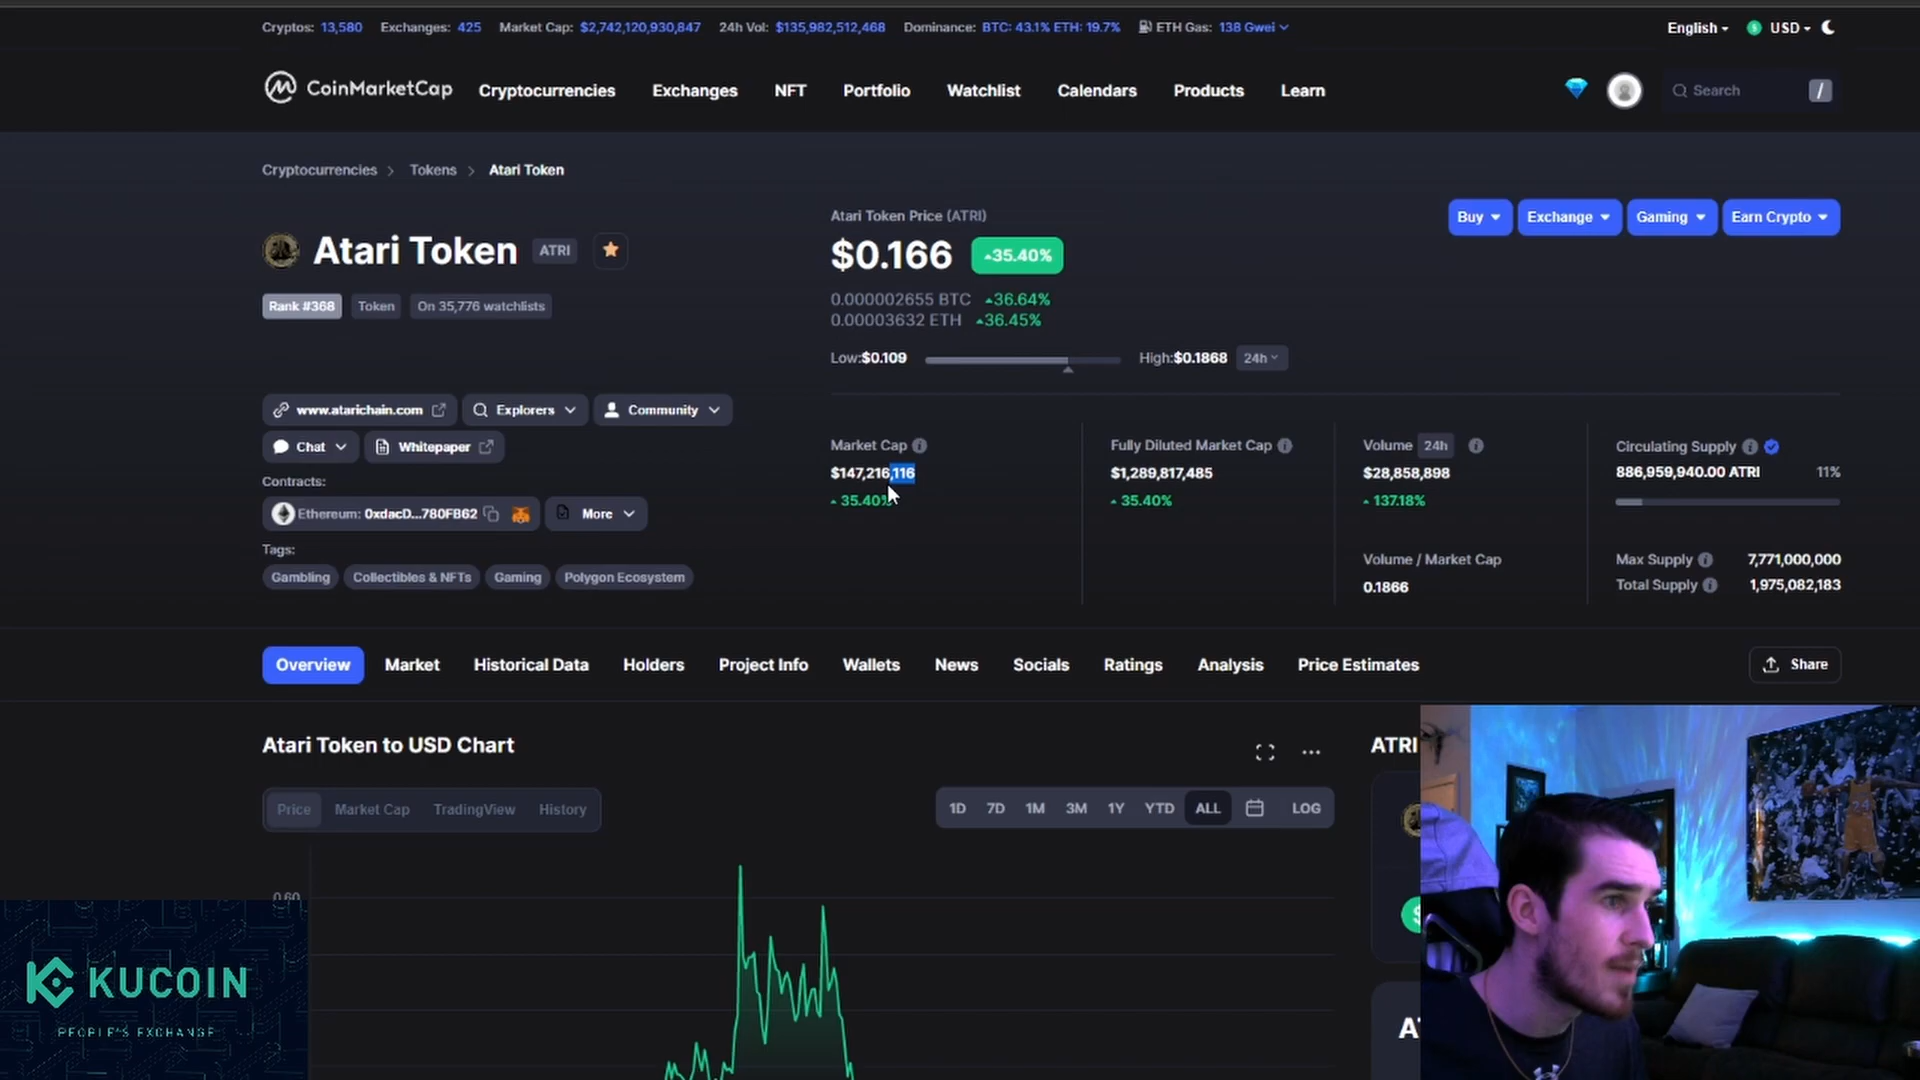 Cryptos: 13,580 Exchanges: 425 Market Cap: $2,742,120,930,847 24h Vol: $135,982,512,468 Dominance: BTC: 43.1% ETH: 19.7% ETH Gas: 138 Gwei
English USD
CoinMarketCap Cryptocurrencies Exchanges NFT Portfolio Watchlist Calendars Products Learn Search /
Cryptocurrencies > Tokens > Atari Token
Atari Token ATRI
Rank #368 Token On 35,776 watchlists
Atari Token Price (ATRI)
$0.166 35.40%
0.000002655 BTC 36.64%
0.00003632 ETH 36.45%
Low:$0.109 High:$0.1868 24h
Buy Exchange Gaming Earn Crypto
www.atarichain.com Explorers Community
Chat Whitepaper
Contracts:
Ethereum: 0xdacD...780FB62 More
Tags:
Gambling Collectibles & NFTs Gaming Polygon Ecosystem
Market Cap
$147,216,116
35.40%
Fully Diluted Market Cap
$1,289,817,485
35.40%
Volume 24h
$28,858,898
137.18%
Volume / Market Cap
0.1866
Circulating Supply
886,959,940.00 ATRI 11%
Max Supply 7,771,000,000
Total Supply 1,975,082,183
Overview Market Historical Data Holders Project Info Wallets News Socials Ratings Analysis Price Estimates Share
Atari Token to USD Chart
Price Market Cap TradingView History
1D 7D 1M 3M 1Y YTD ALL LOG
0.60
ATRI
KUCOIN
PEOPLE'S EXCHANGE
24